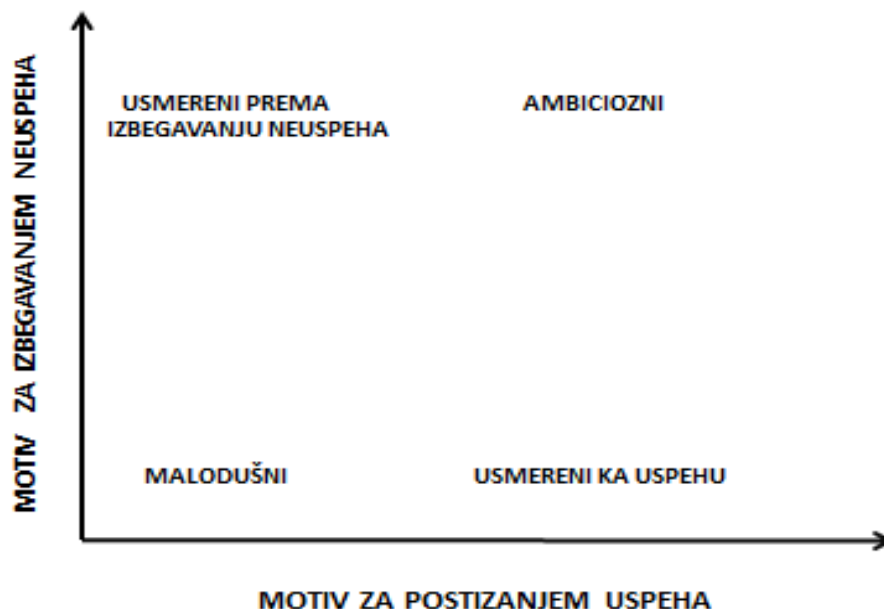 MOTIV ZA IZBEGAVANJEM NEUSPEHA
USMERENI PREMA
IZBEGAVANJU NEUSPEHA
AMBICIOZNI
MALODUŠNI
USMERENI KA USPEHU
MOTIV ZA POSTIZANJEM USPEHA